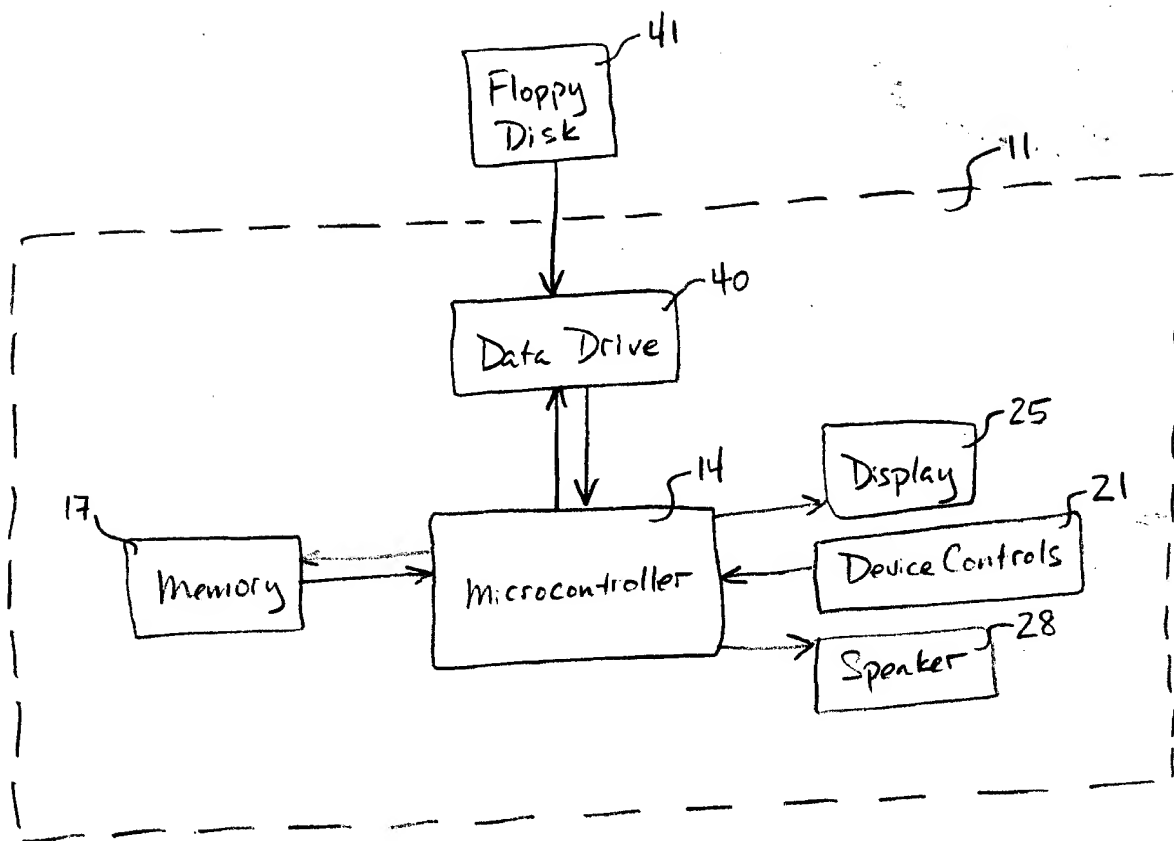 41
Floppy
Disk
11
40
Data Drive
25
Display
14
17
21
Memory
Microcontroller
Device Controls
28
Speaker